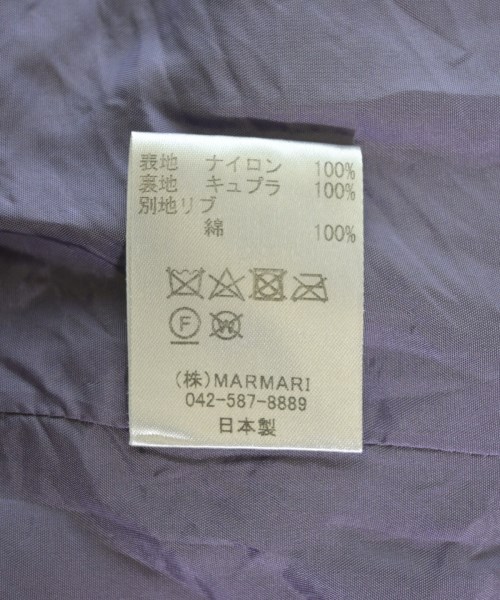 表地 ナイロン 100%
裏地 キュプラ 100%
別地リブ
綿 100%
F W
(株)MARMARI
042-587-8889
日本製